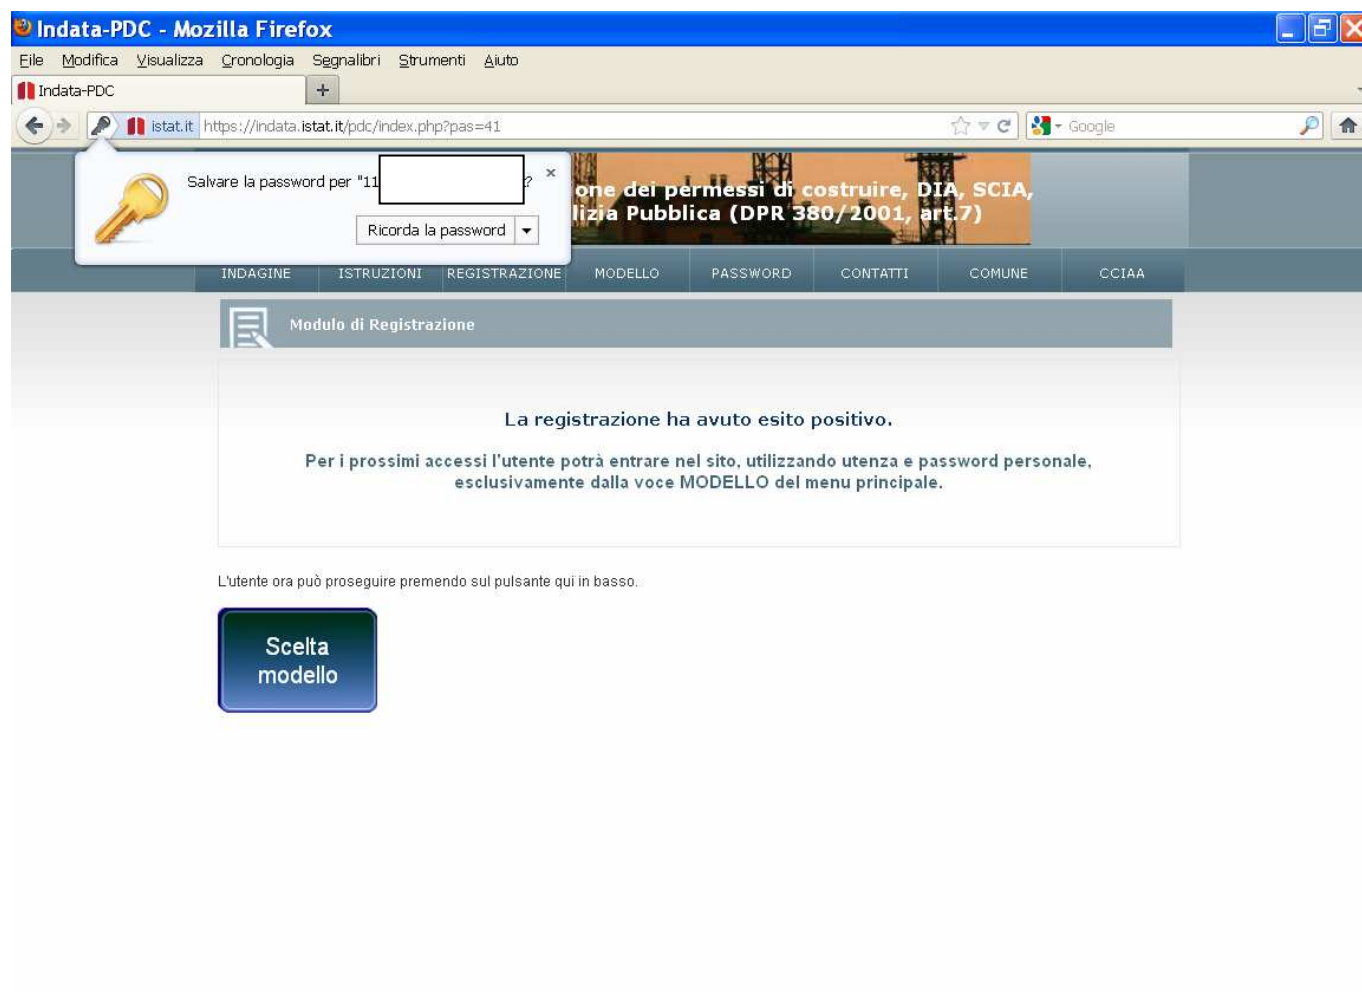 Indata-PDC - Mozilla Firefox
File Modifica Visualizza Cronologia Segnalibri Strumenti Aiuto
Indata-PDC
istat.it https://indata.istat.it/pdc/index.php?pas=41
Google
Salvare la password per "11 ?
Ricorda la password
one dei permessi di costruire, DIA, SCIA,
lizia Pubblica (DPR 380/2001, art.7)
INDAGINE ISTRUZIONI REGISTRAZIONE MODELLO PASSWORD CONTATTI COMUNE CCIAA
Modulo di Registrazione
La registrazione ha avuto esito positivo.
Per i prossimi accessi l'utente potrà entrare nel sito, utilizzando utenza e password personale,
esclusivamente dalla voce MODELLO del menu principale.
L'utente ora può proseguire premendo sul pulsante qui in basso.
Scelta
modello